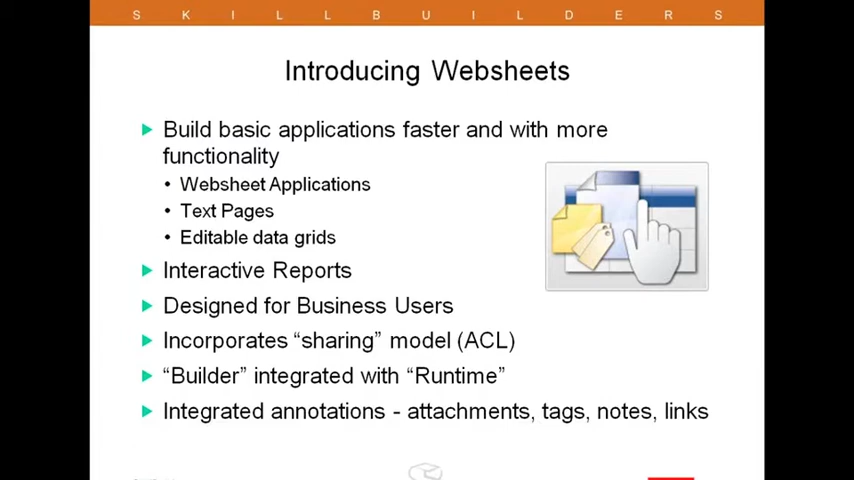 S K I L L B U I L D E R S
Introducing Websheets
Build basic applications faster and with more
functionality
• Websheet Applications
• Text Pages
• Editable data grids
Interactive Reports
Designed for Business Users
Incorporates “sharing” model (ACL)
“Builder” integrated with “Runtime”
Integrated annotations - attachments, tags, notes, links